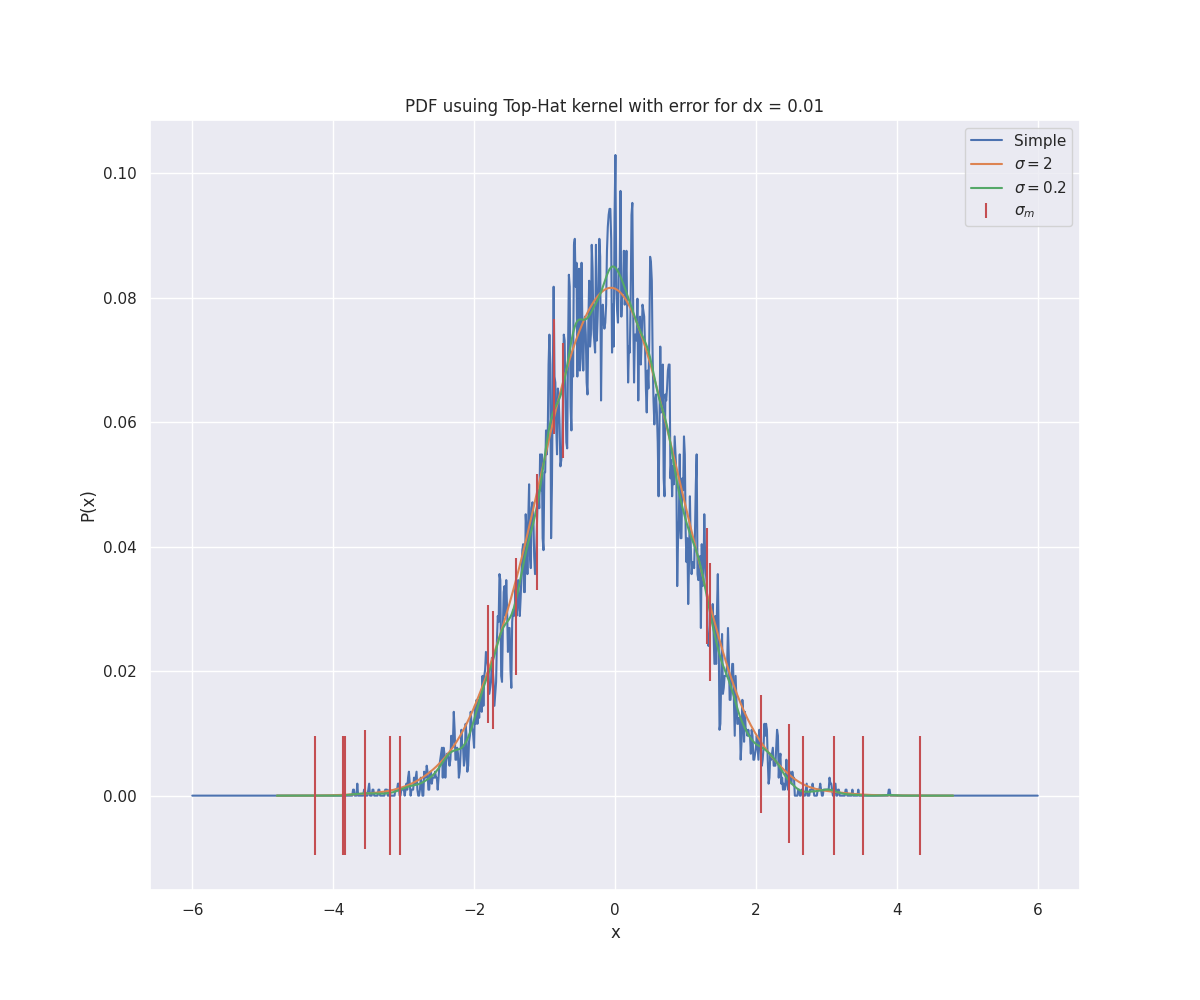 PDF usuing Top-Hat kernel with error for dx = 0.01
Simple
σ = 2
σ = 0.2
σₘ
0.10
0.08
0.06
0.04
0.02
0.00
P(x)
−6 −4 −2 0 2 4 6
x